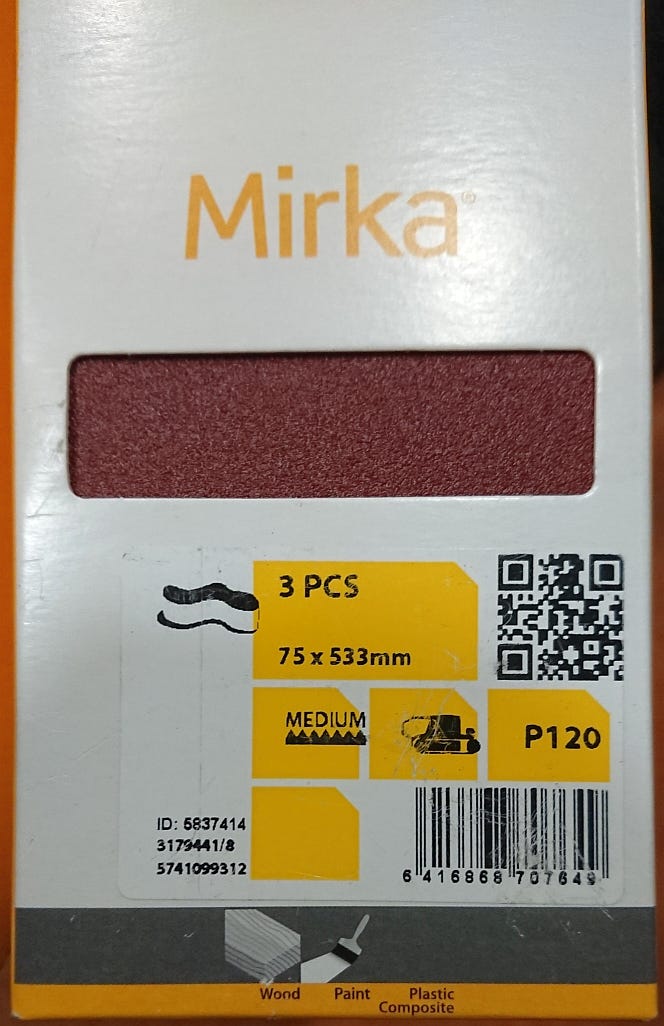 Mirka®
3 PCS
75 x 533mm
MEDIUM
P120
ID: 5837414
3179441/8
5741099312
6 416868 707649
Wood Paint Plastic
Composite